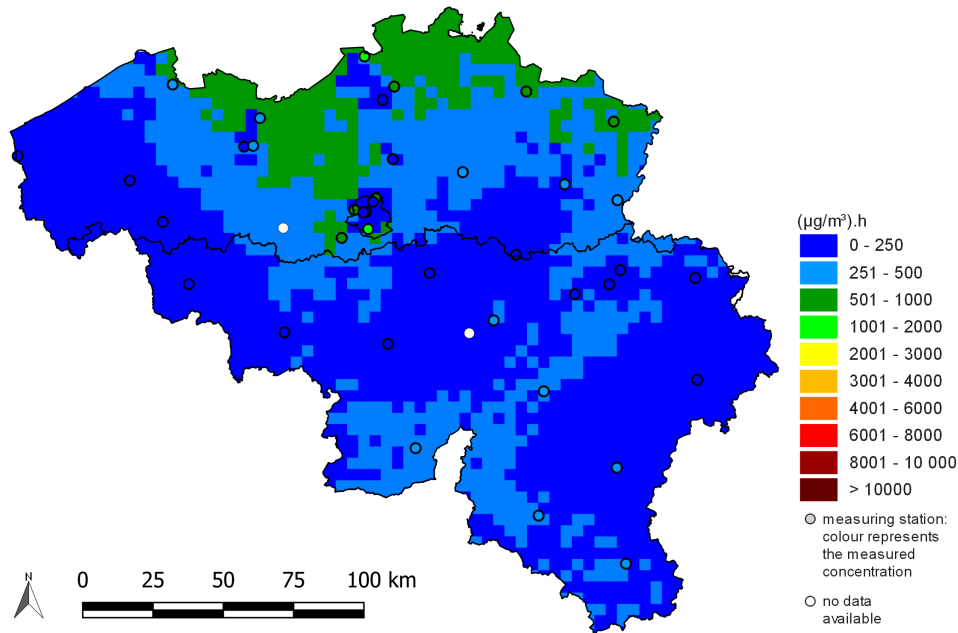 (µg/m³).h
0 - 250
251 - 500
501 - 1000
1001 - 2000
2001 - 3000
3001 - 4000
4001 - 6000
6001 - 8000
8001 - 10 000
> 10000
measuring station:
colour represents
the measured
concentration
no data
available
N
0 25 50 75 100 km